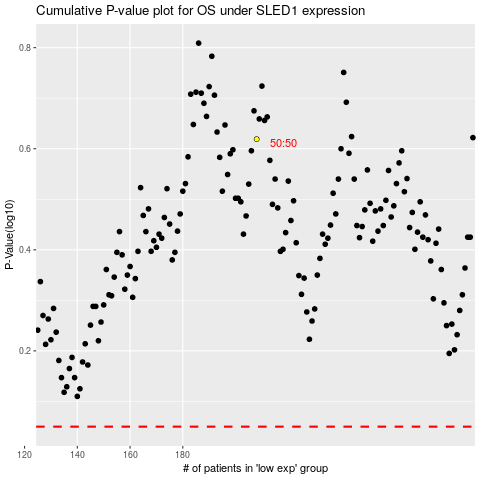 Cumulative P-value plot for OS under SLED1 expression
P-Value(log10)
0.8
0.6
0.4
0.2
50:50
120 140 160 180
# of patients in 'low exp' group